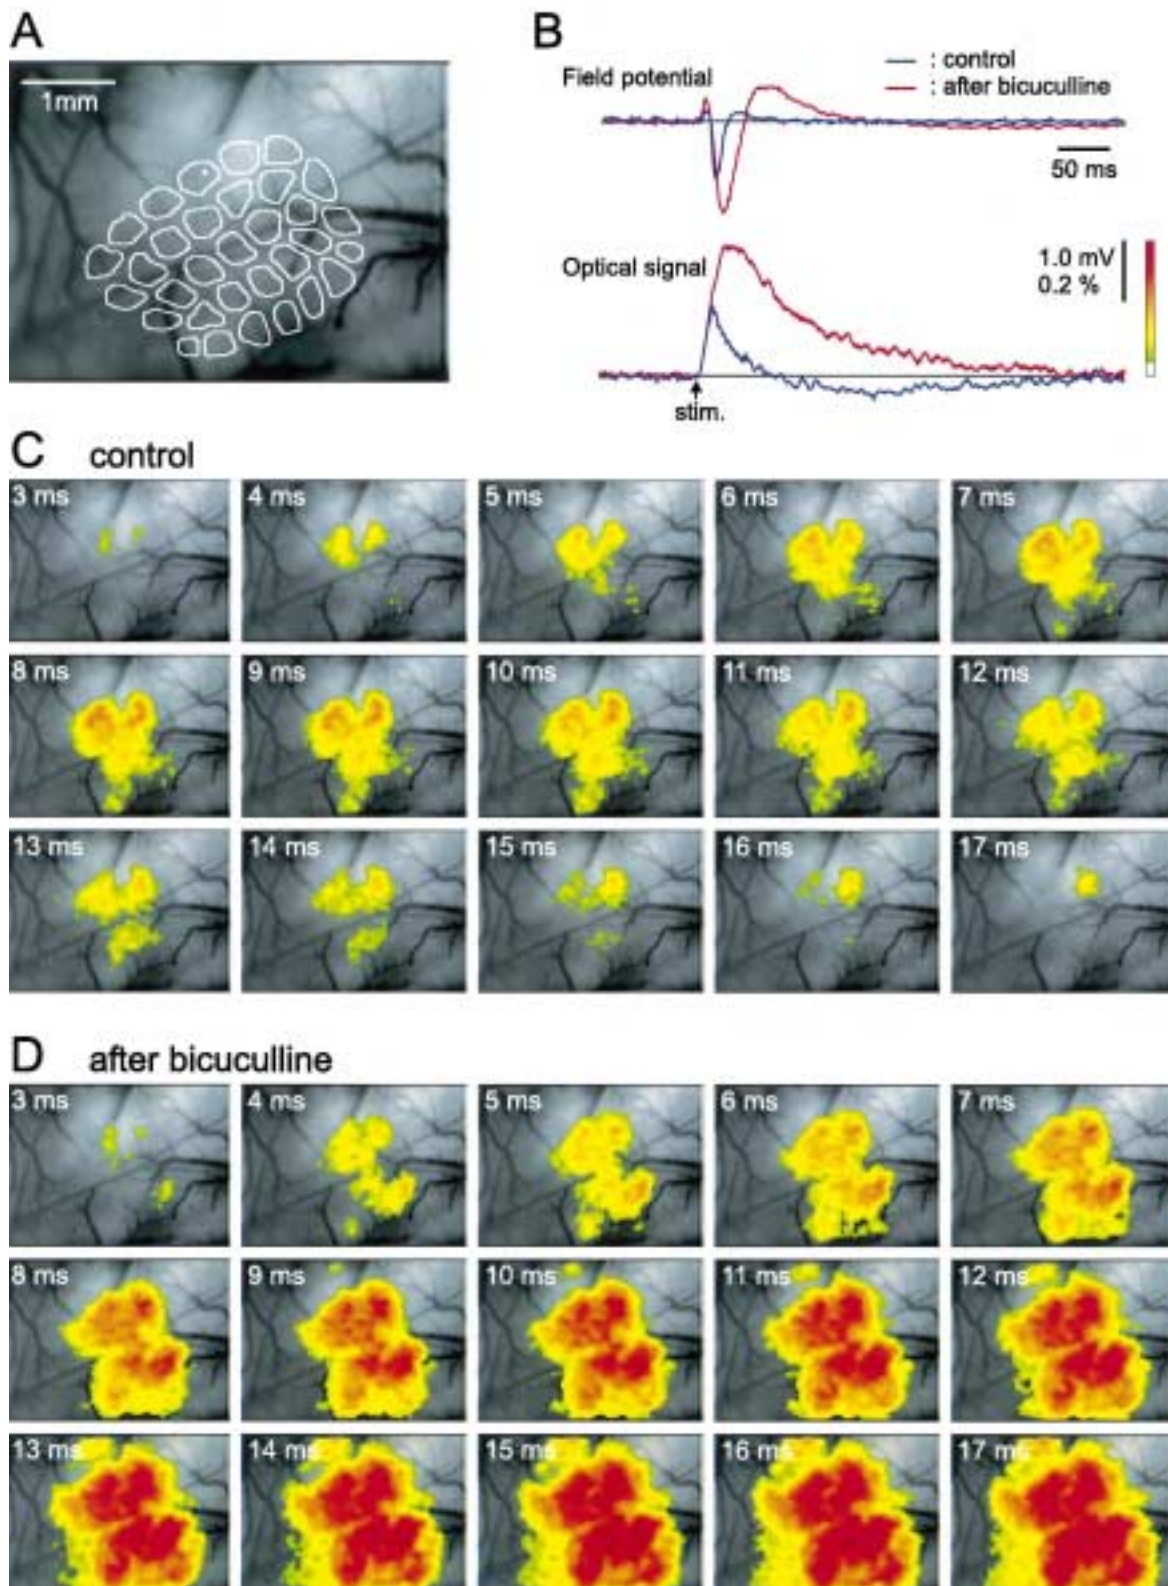 A
1mm
B
Field potential
: control
: after bicuculline
50 ms
Optical signal
1.0 mV
0.2 %
stim.
C control
3 ms 4 ms 5 ms 6 ms 7 ms
8 ms 9 ms 10 ms 11 ms 12 ms
13 ms 14 ms 15 ms 16 ms 17 ms
D after bicuculline
3 ms 4 ms 5 ms 6 ms 7 ms
8 ms 9 ms 10 ms 11 ms 12 ms
13 ms 14 ms 15 ms 16 ms 17 ms